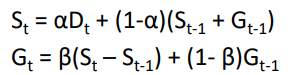 Sₜ = αDₜ + (1-α)(Sₜ₋₁ + Gₜ₋₁)
Gₜ = β(Sₜ – Sₜ₋₁) + (1- β)Gₜ₋₁